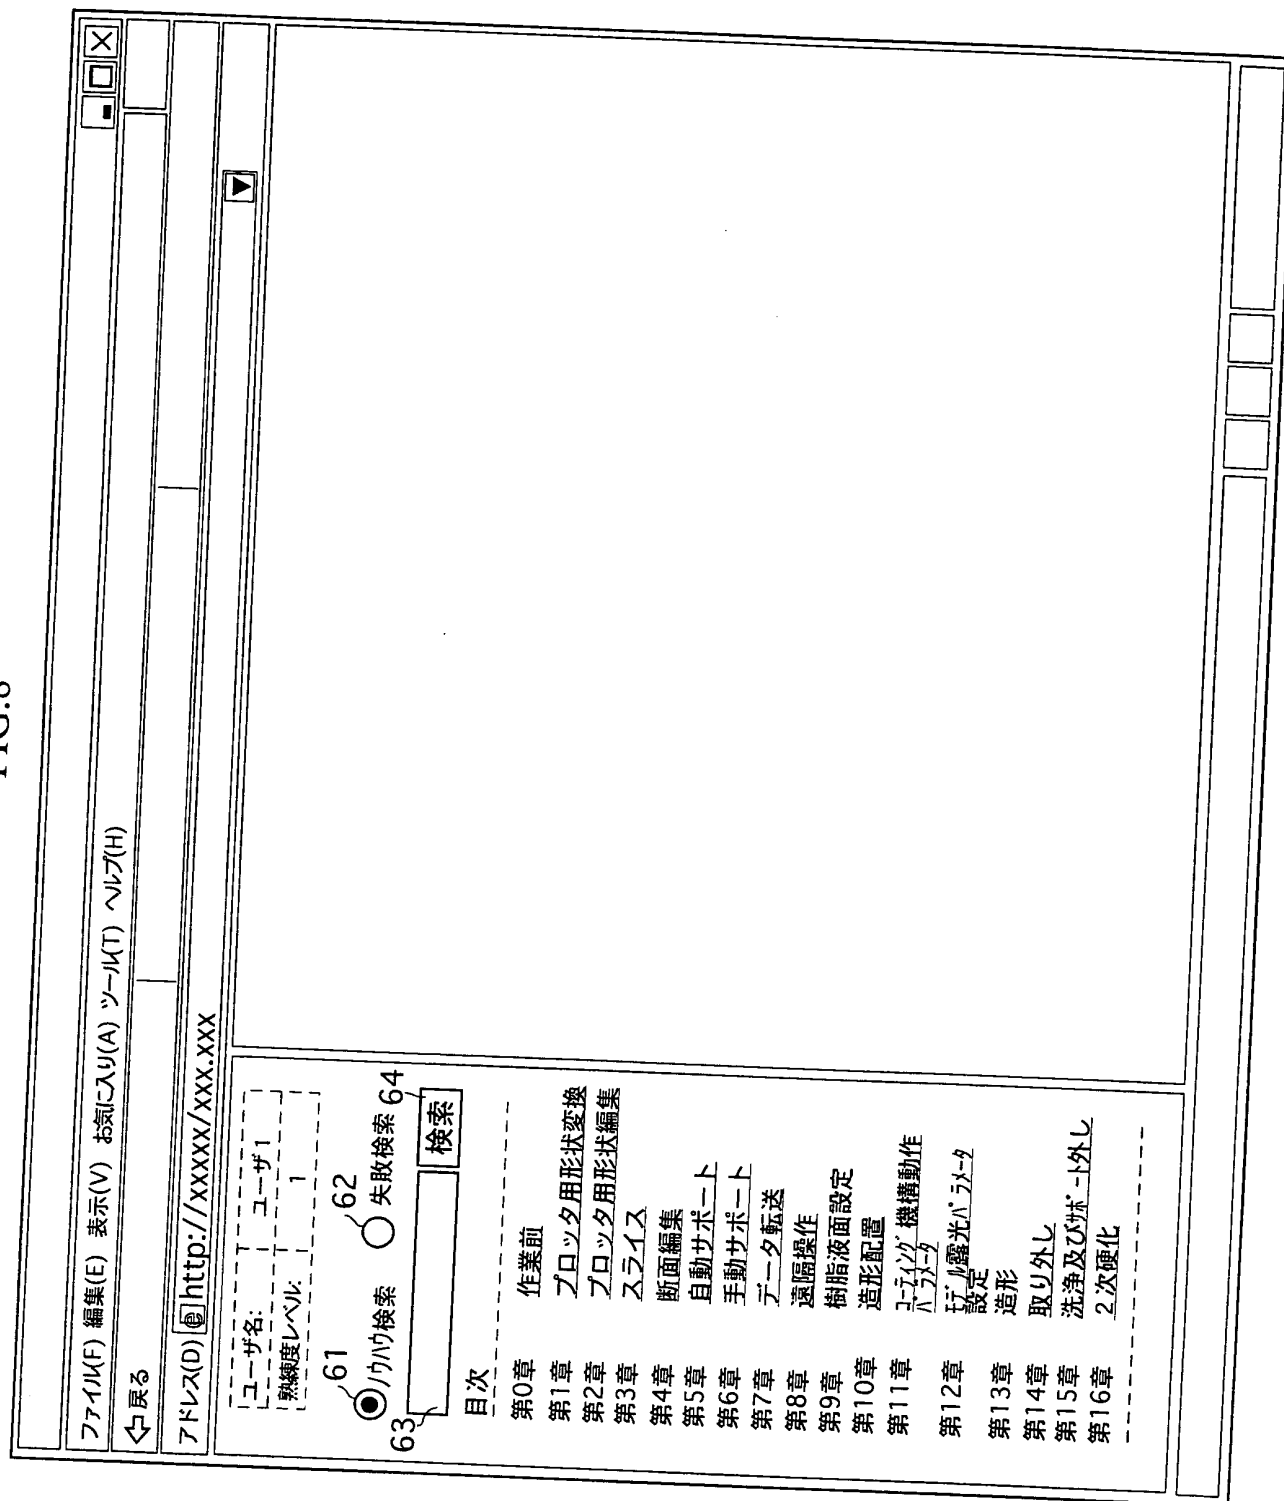 FIG.8
ファイル(F) 編集(E) 表示(V) お気に入り(A) ツール(T) ヘルプ(H)
戻る
アドレス(D) e http://xxxxx/xxx.xxx
ユーザ名: ユーザ1
熟練度レベル: 1
61 62
ノウハウ検索 失敗検索
63 検索 64
目次
第0章 作業前
第1章 プロッタ用形状変換
第2章 プロッタ用形状編集
第3章 スライス
第4章 断面編集
第5章 自動サポート
第6章 手動サポート
第7章 データ転送
第8章 遠隔操作
第9章 樹脂液面設定
第10章 造形配置
第11章 コーティング機構動作
パラメータ
第12章 モデル露光パラメータ
設定
第13章 造形
第14章 取り外し
第15章 洗浄及びサポート外し
第16章 2次硬化